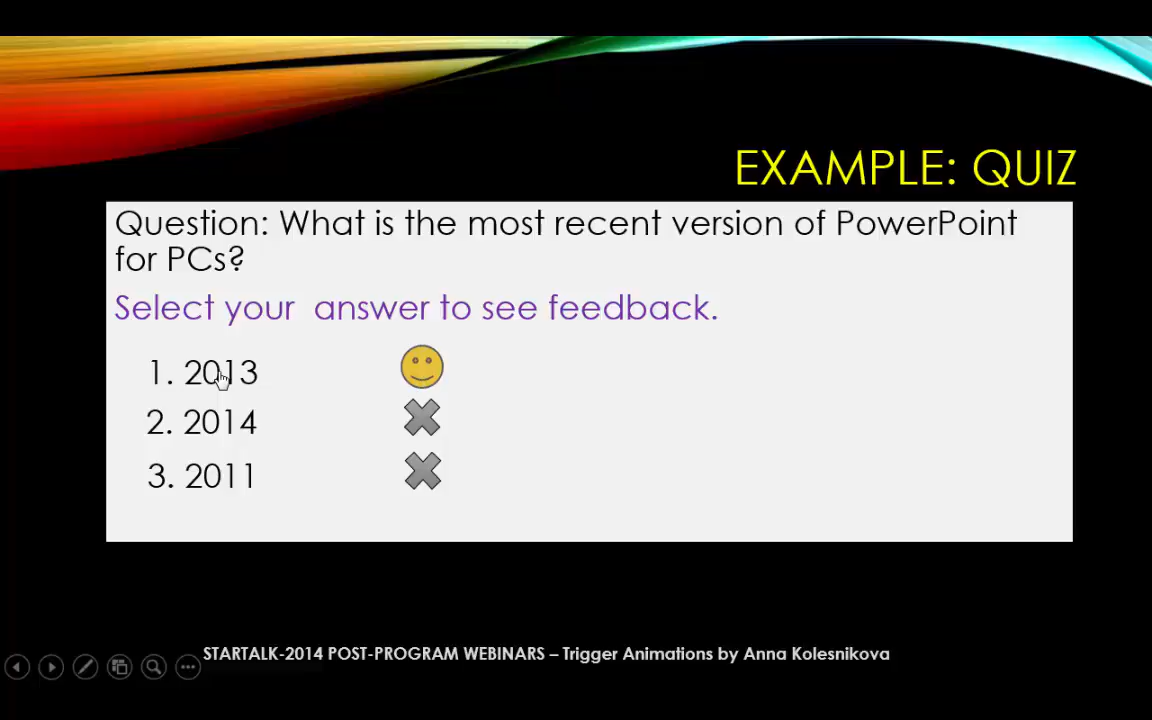 EXAMPLE: QUIZ
Question: What is the most recent version of PowerPoint
for PCs?
Select your answer to see feedback.
1. 2013
2. 2014
3. 2011
STARTALK-2014 POST-PROGRAM WEBINARS – Trigger Animations by Anna Kolesnikova